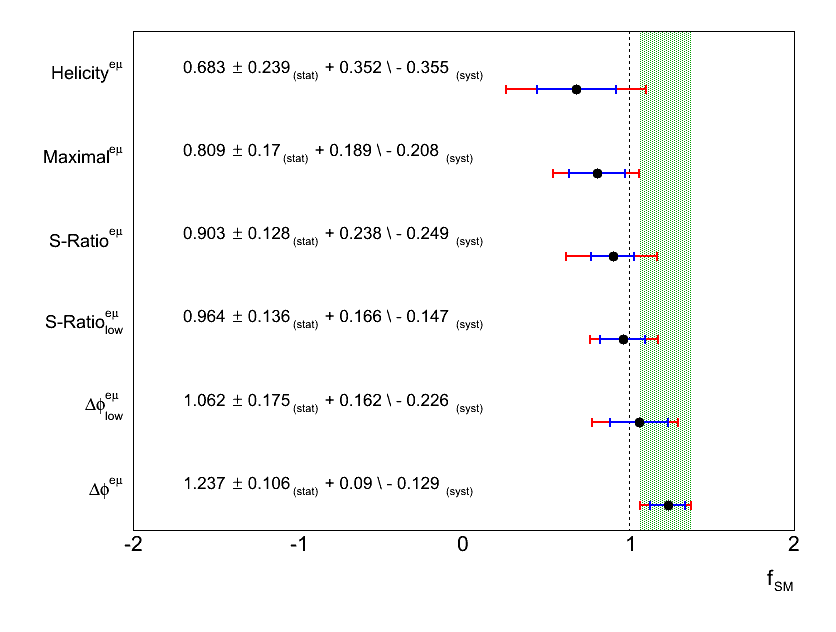 Helicity^eμ 0.683 ± 0.239 (stat) + 0.352 \ - 0.355 (syst)
Maximal^eμ 0.809 ± 0.17 (stat) + 0.189 \ - 0.208 (syst)
S-Ratio^eμ 0.903 ± 0.128 (stat) + 0.238 \ - 0.249 (syst)
S-Ratio^eμ_low 0.964 ± 0.136 (stat) + 0.166 \ - 0.147 (syst)
Δϕ^eμ_low 1.062 ± 0.175 (stat) + 0.162 \ - 0.226 (syst)
Δϕ^eμ 1.237 ± 0.106 (stat) + 0.09 \ - 0.129 (syst)
-2 -1 0 1 2
f_SM